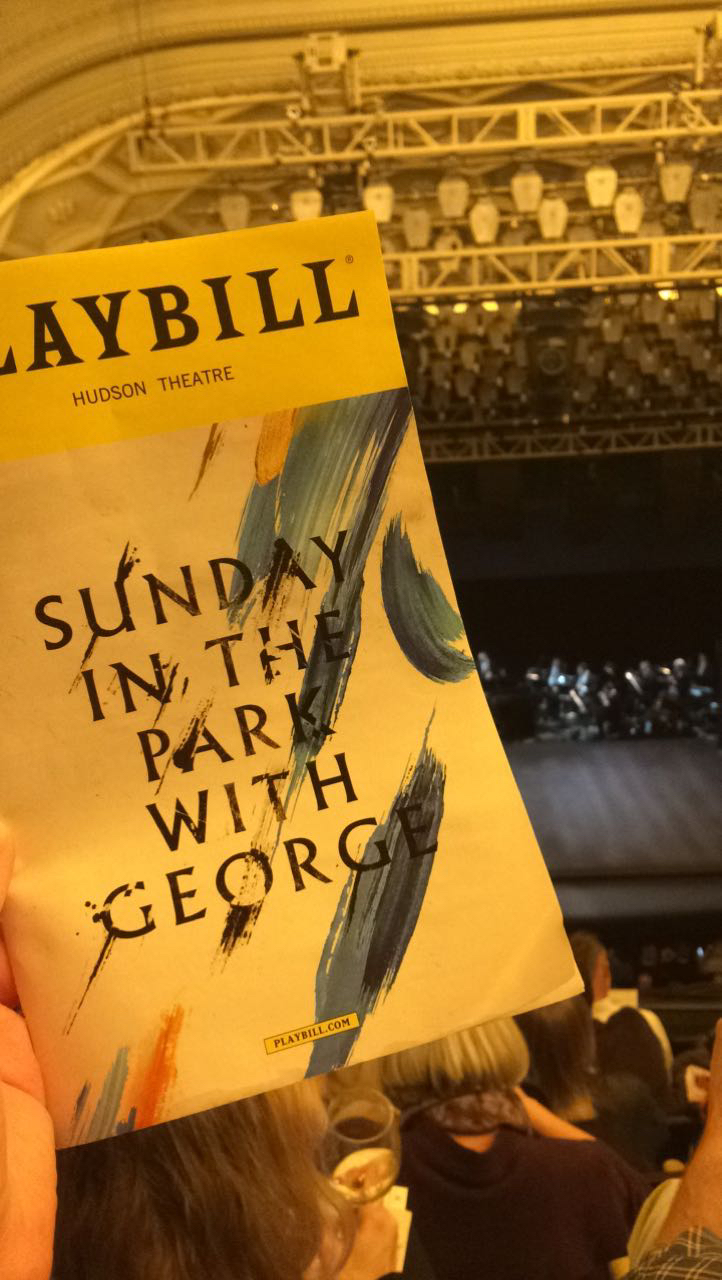 LAYBILL®
HUDSON THEATRE
SUNDAY
IN THE
PARK
WITH
GEORGE
PLAYBILL.COM